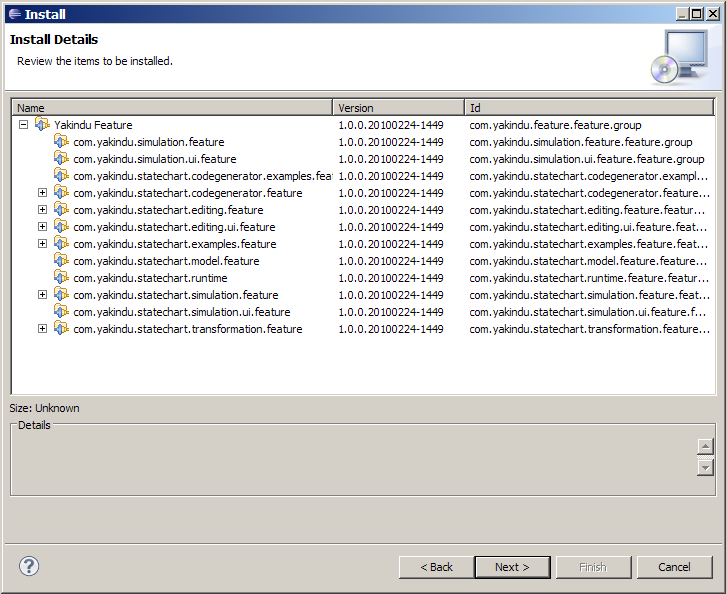 Install
Install Details
Review the items to be installed.
Name Version Id
Yakindu Feature 1.0.0.20100224-1449 com.yakindu.feature.feature.group
com.yakindu.simulation.feature 1.0.0.20100224-1449 com.yakindu.simulation.feature.feature.group
com.yakindu.simulation.ui.feature 1.0.0.20100224-1449 com.yakindu.simulation.ui.feature.feature.group
com.yakindu.statechart.codegenerator.examples.feat 1.0.0.20100224-1449 com.yakindu.statechart.codegenerator.exampl...
com.yakindu.statechart.codegenerator.feature 1.0.0.20100224-1449 com.yakindu.statechart.codegenerator.feature...
com.yakindu.statechart.editing.feature 1.0.0.20100224-1449 com.yakindu.statechart.editing.feature.featur...
com.yakindu.statechart.editing.ui.feature 1.0.0.20100224-1449 com.yakindu.statechart.editing.ui.feature.feat...
com.yakindu.statechart.examples.feature 1.0.0.20100224-1449 com.yakindu.statechart.examples.feature.feat...
com.yakindu.statechart.model.feature 1.0.0.20100224-1449 com.yakindu.statechart.model.feature.feature...
com.yakindu.statechart.runtime 1.0.0.20100224-1449 com.yakindu.statechart.runtime.feature.featur...
com.yakindu.statechart.simulation.feature 1.0.0.20100224-1449 com.yakindu.statechart.simulation.feature.feat...
com.yakindu.statechart.simulation.ui.feature 1.0.0.20100224-1449 com.yakindu.statechart.simulation.ui.feature.f...
com.yakindu.statechart.transformation.feature 1.0.0.20100224-1449 com.yakindu.statechart.transformation.feature...
Size: Unknown
Details
? < Back Next > Finish Cancel